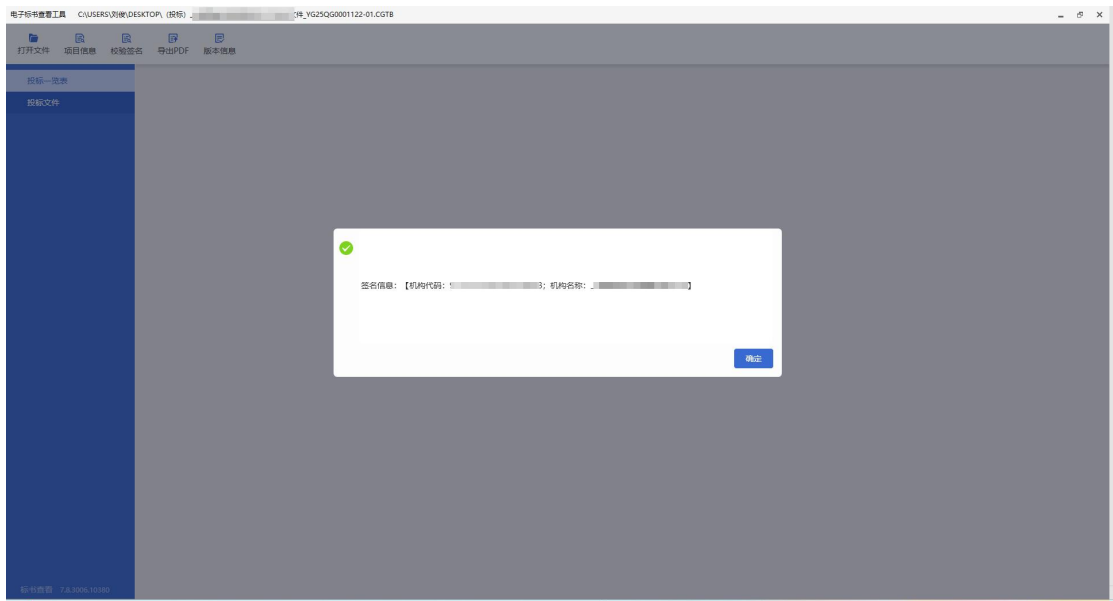 电子标书查看工具 C:\USERS\刘俊\DESKTOP\(投标) 件_YG25QG0001122-01.CGTB
打开文件 项目信息 校验签名 导出PDF 版本信息
投标一览表
投标文件
签名信息:【机构代码: 3; 机构名称: 】
确定
标书查看 7.8.3006.10380